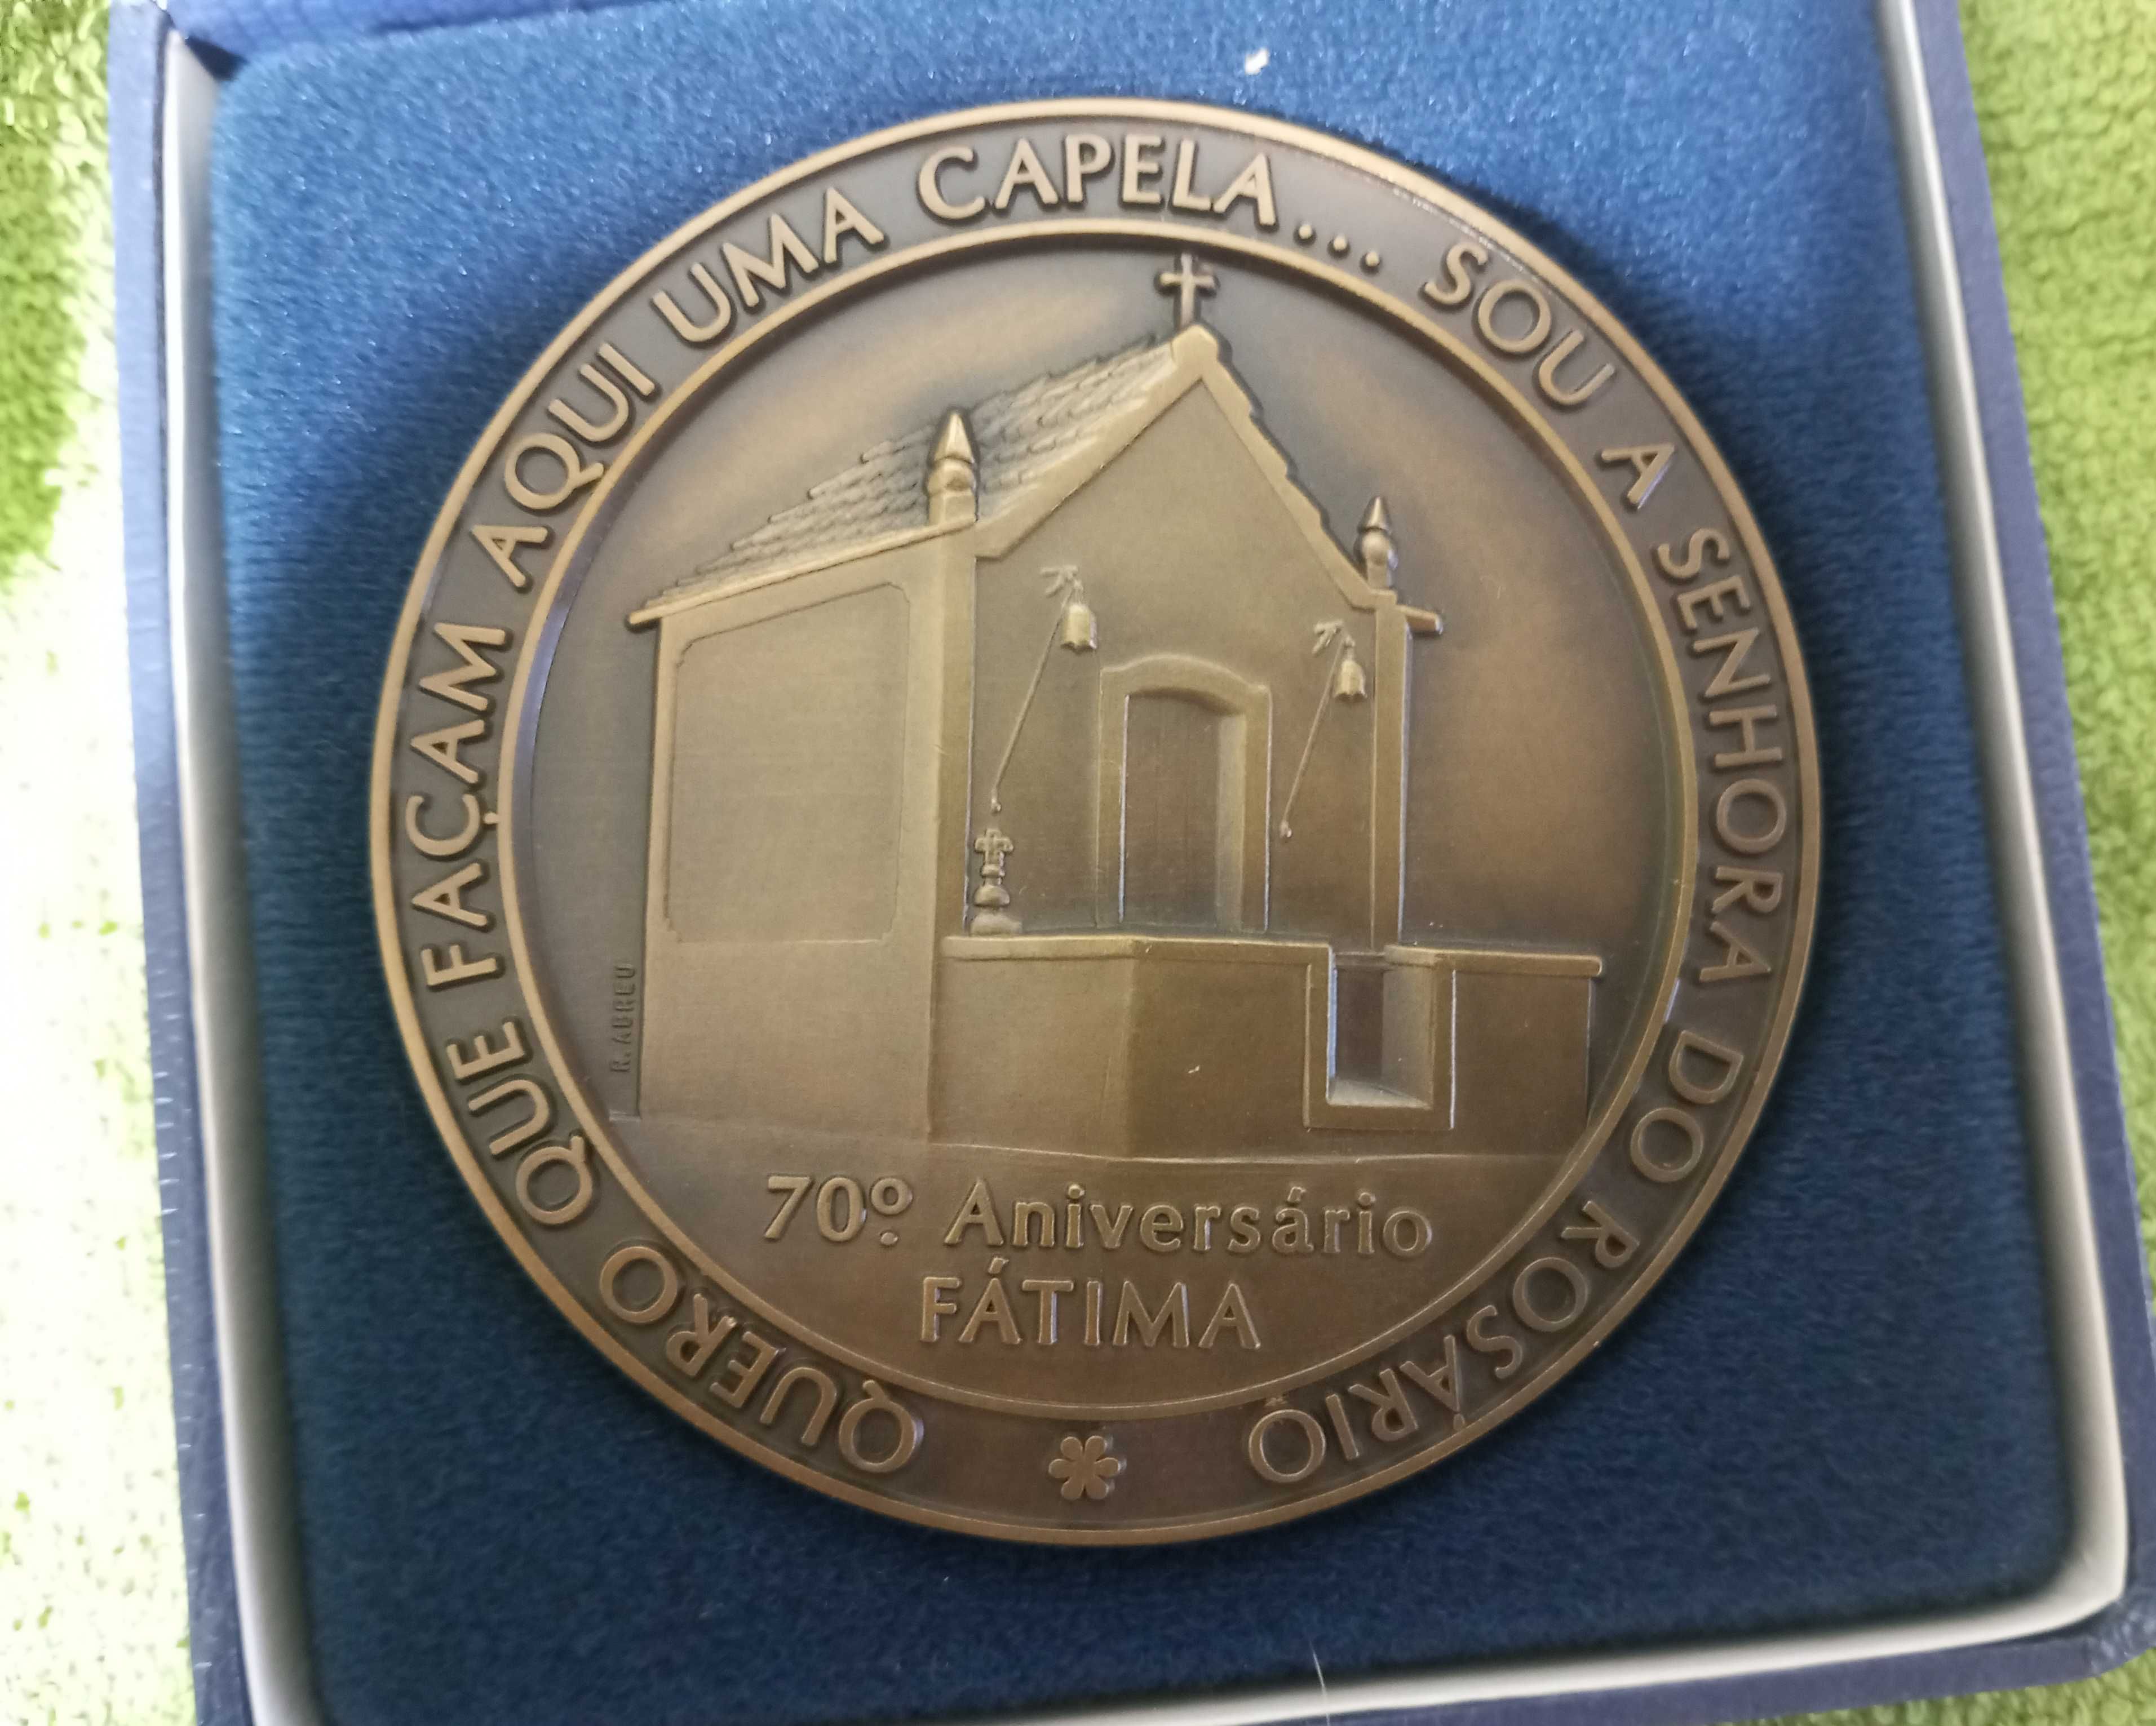 QUERO QUE FAÇAM AQUI UMA CAPELA... SOU A SENHORA DO ROSÁRIO
R. ABREU
70º. Aniversário
FÁTIMA